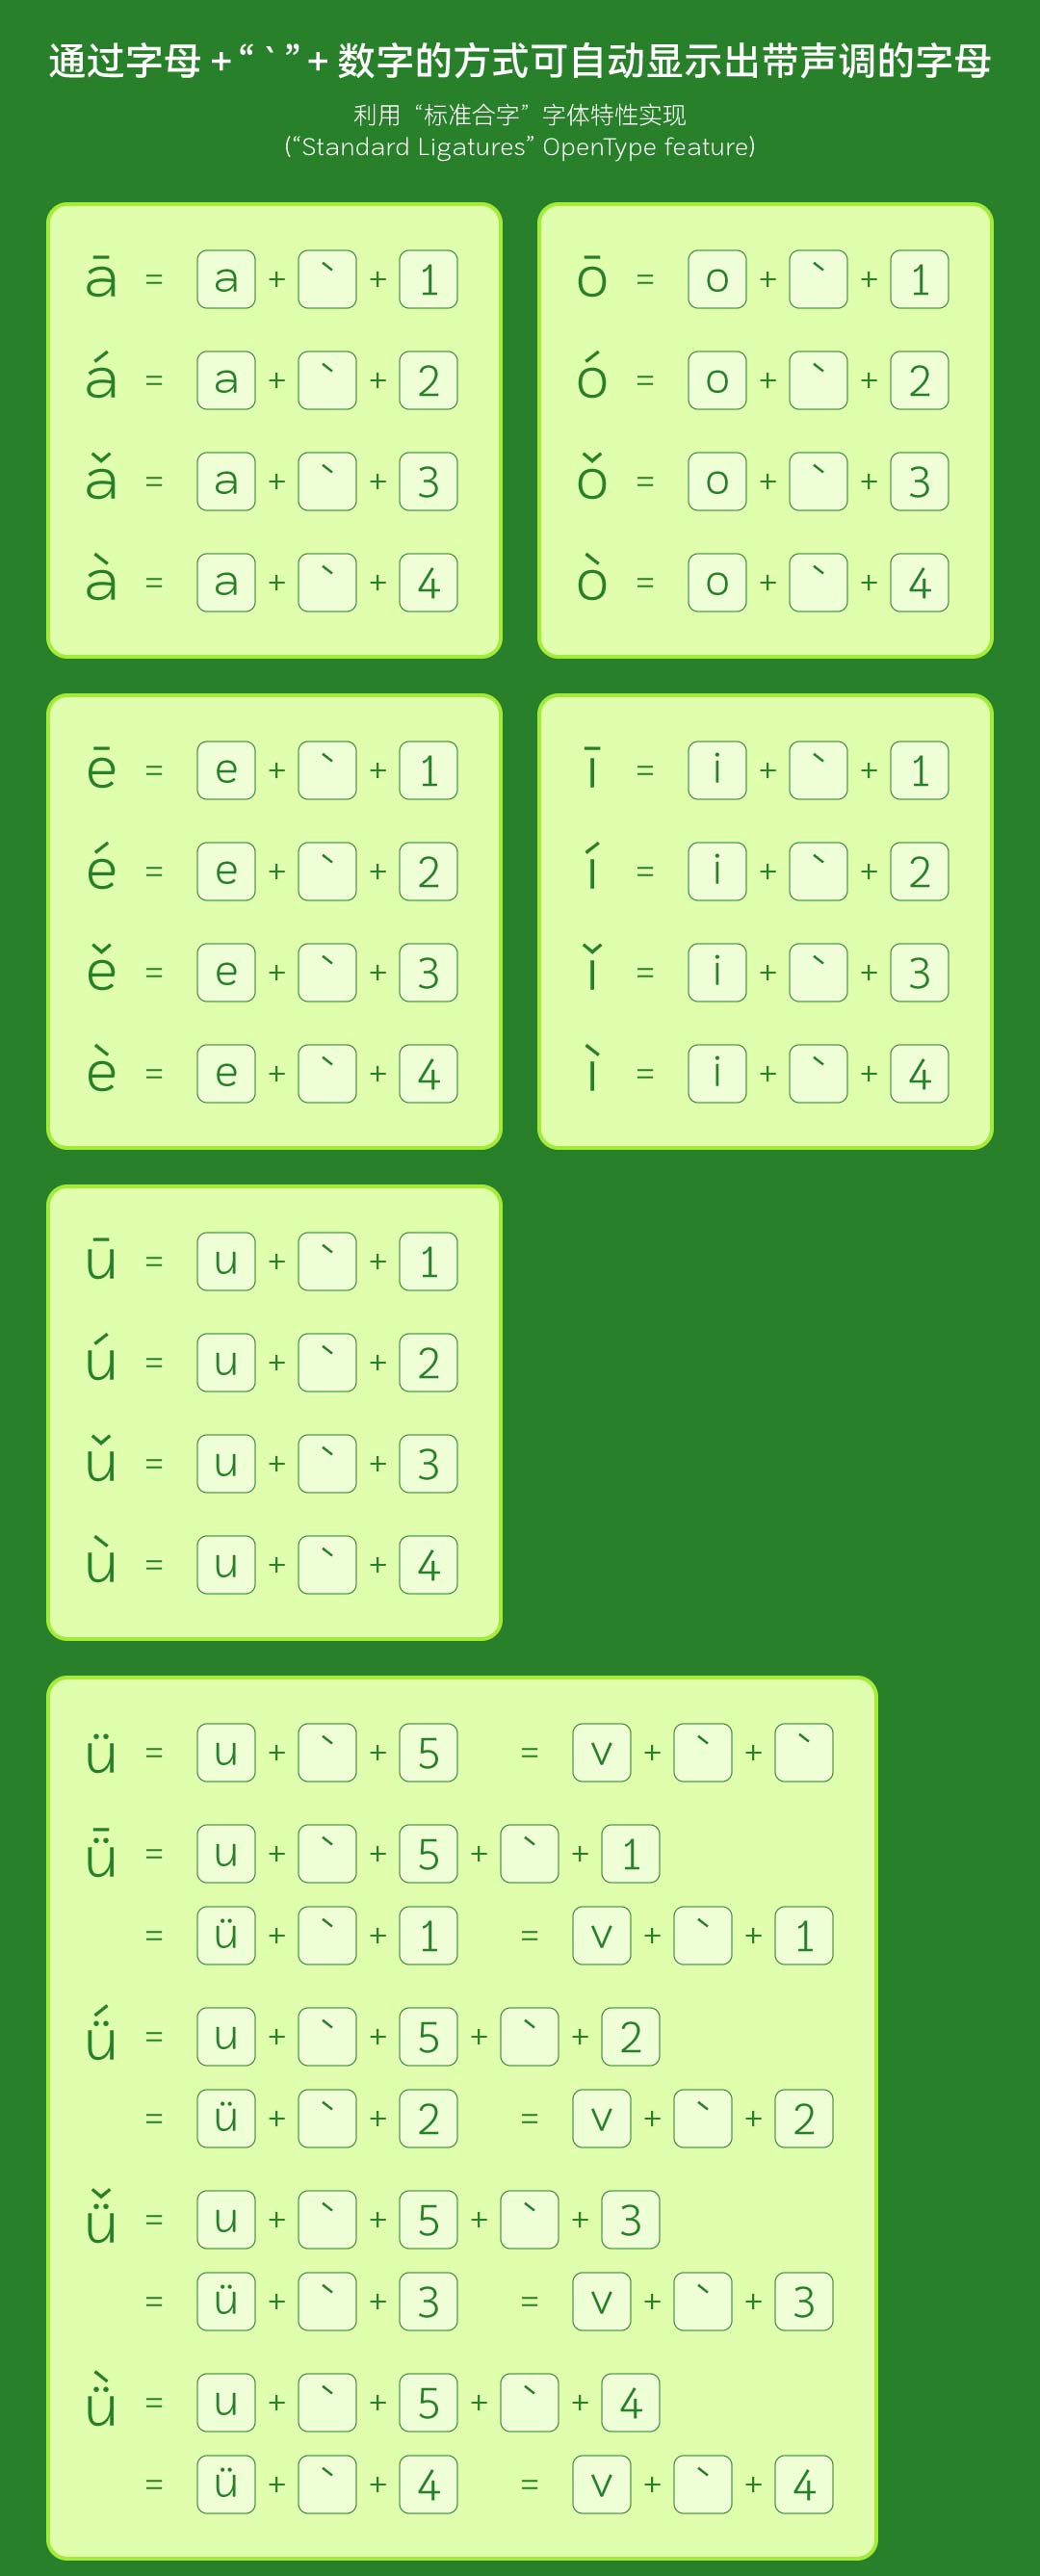 通过字母+“ ` ”+数字的方式可自动显示出带声调的字母
利用“标准合字”字体特性实现
(“Standard Ligatures” OpenType feature)
ā = a + ` + 1
á = a + ` + 2
ǎ = a + ` + 3
à = a + ` + 4
ō = o + ` + 1
ó = o + ` + 2
ǒ = o + ` + 3
ò = o + ` + 4
ē = e + ` + 1
é = e + ` + 2
ě = e + ` + 3
è = e + ` + 4
ī = i + ` + 1
í = i + ` + 2
ǐ = i + ` + 3
ì = i + ` + 4
ū = u + ` + 1
ú = u + ` + 2
ǔ = u + ` + 3
ù = u + ` + 4
ü = u + ` + 5 = v + ` + `
ǖ = u + ` + 5 + ` + 1
= ü + ` + 1 = v + ` + 1
ǘ = u + ` + 5 + ` + 2
= ü + ` + 2 = v + ` + 2
ǚ = u + ` + 5 + ` + 3
= ü + ` + 3 = v + ` + 3
ǜ = u + ` + 5 + ` + 4
= ü + ` + 4 = v + ` + 4